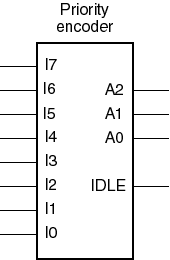 Priority
encoder
I7
I6 A2
I5 A1
I4 A0
I3
I2 IDLE
I1
I0